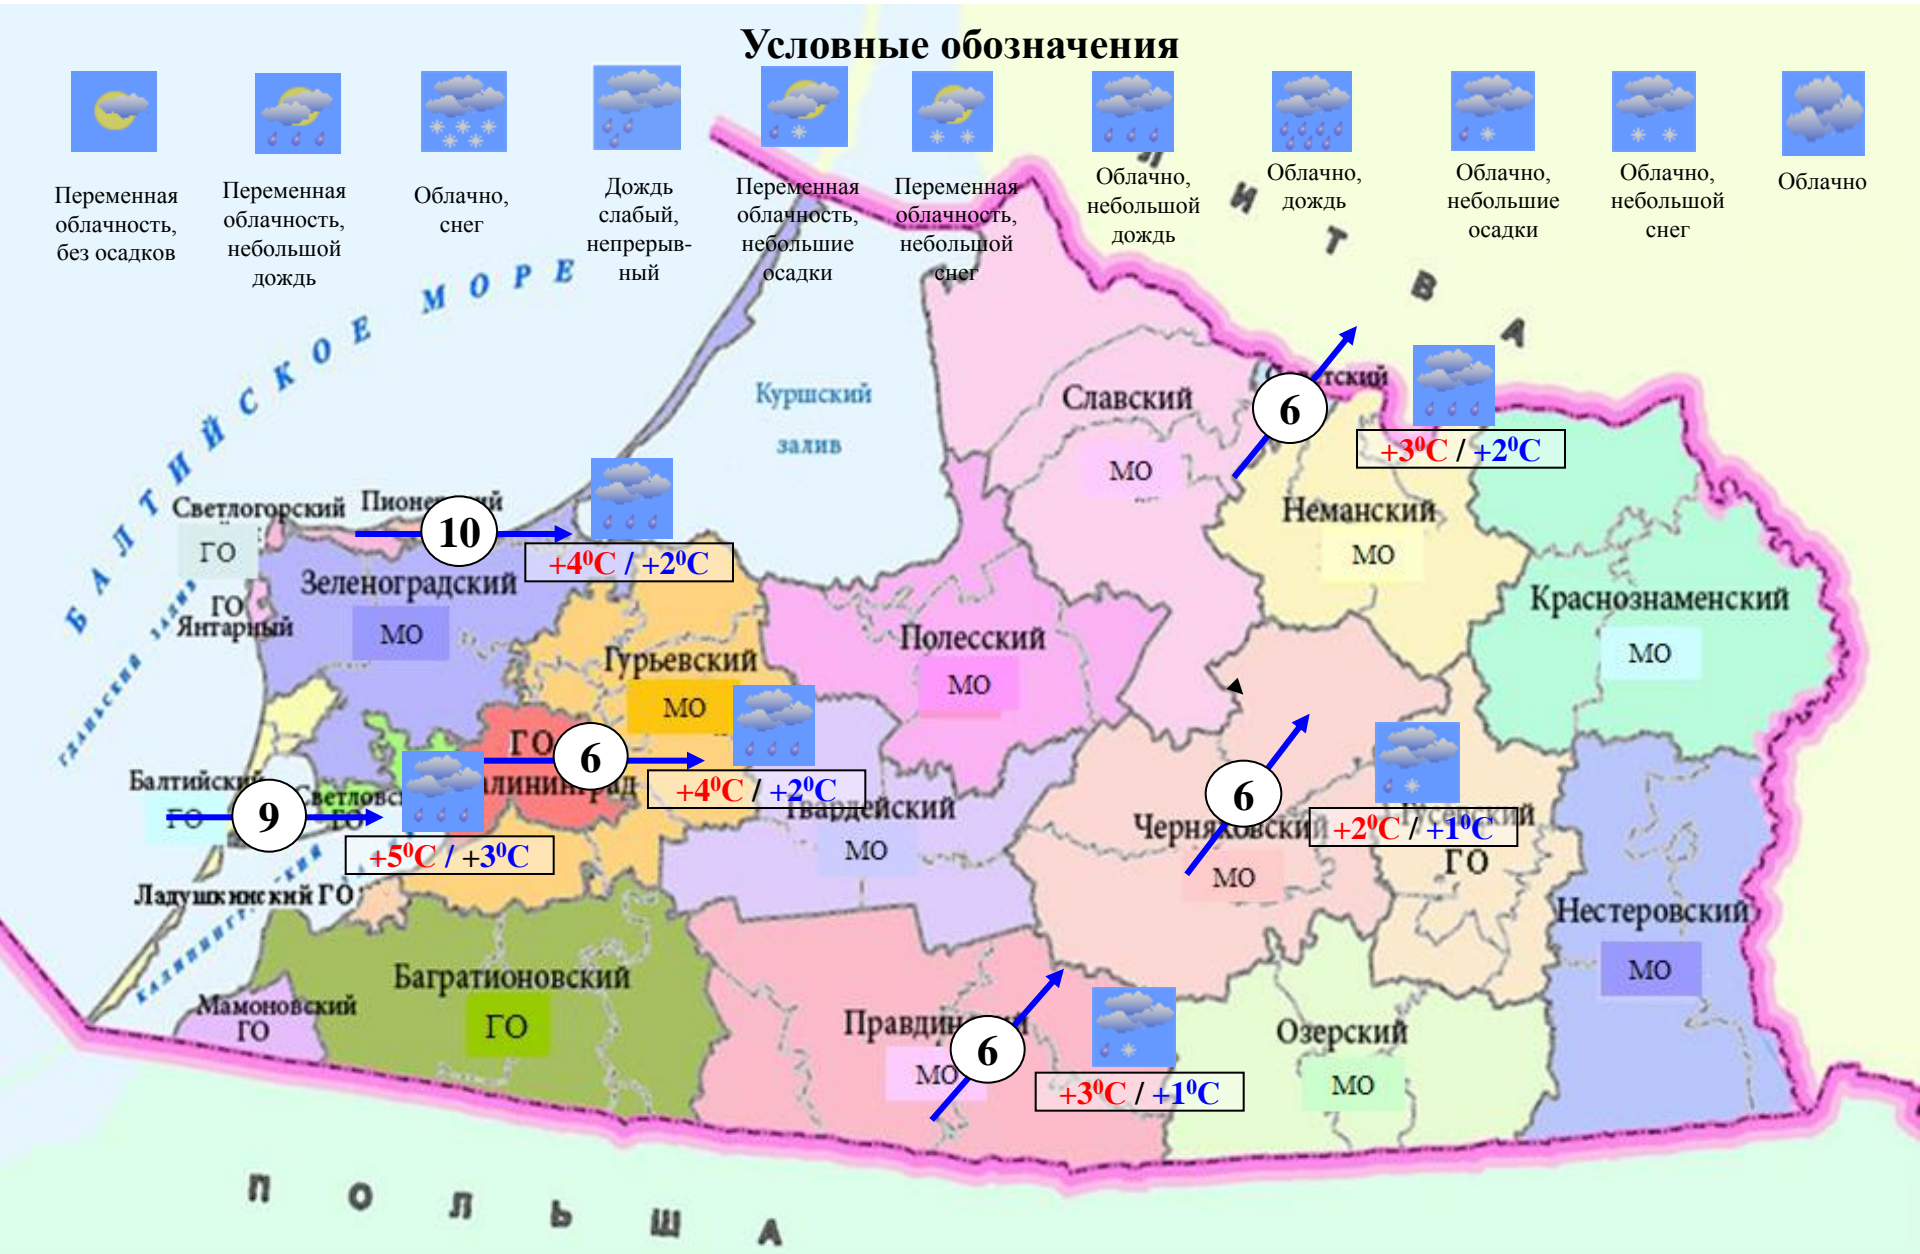 Условные обозначения
Переменная
облачность,
без осадков
Переменная
облачность,
небольшой
дождь
Облачно,
снег
Дождь
слабый,
непрерыв-
ный
Переменная
облачность,
небольшие
осадки
Переменная
облачность,
небольшой
снег
Облачно,
небольшой
дождь
Облачно,
дождь
Облачно,
небольшие
осадки
Облачно,
небольшой
снег
Облачно
БАЛТИЙСКОЕ МОРЕ
ЛИТВА
Куршский
залив
Славский
МО
6
+3⁰C / +2⁰C
Неманский
МО
Краснознаменский
МО
Светлогорский
ГО
10
+4⁰C / +2⁰C
Зеленоградский
МО
ГО
Янтарный
Гурьевский
МО
Полесский
МО
ГО
6
+4⁰C / +2⁰C
Балтийский
ГО
9
+5⁰C / +3⁰C
Гвардейский
МО
Черняховский
МО
6
+2⁰C / +1⁰C
ГО
Ладушкинский ГО
Нестеровский
МО
Багратионовский
ГО
Мамоновский
ГО
Правдинский
МО
6
+3⁰C / +1⁰C
Озерский
МО
ПОЛЬША